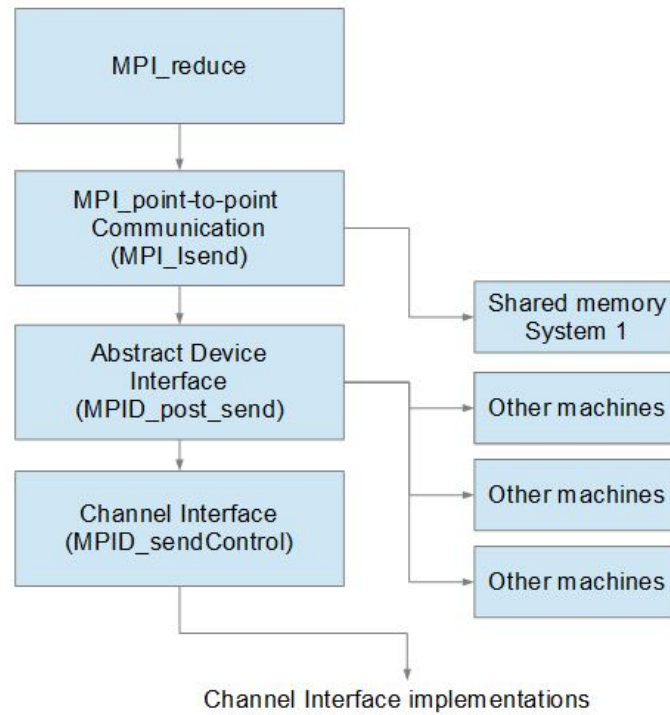 MPI_reduce
MPI_point-to-point
Communication
(MPI_Isend)
Shared memory
System 1
Abstract Device
Interface
(MPID_post_send)
Other machines
Other machines
Channel Interface
(MPID_sendControl)
Other machines
Channel Interface implementations